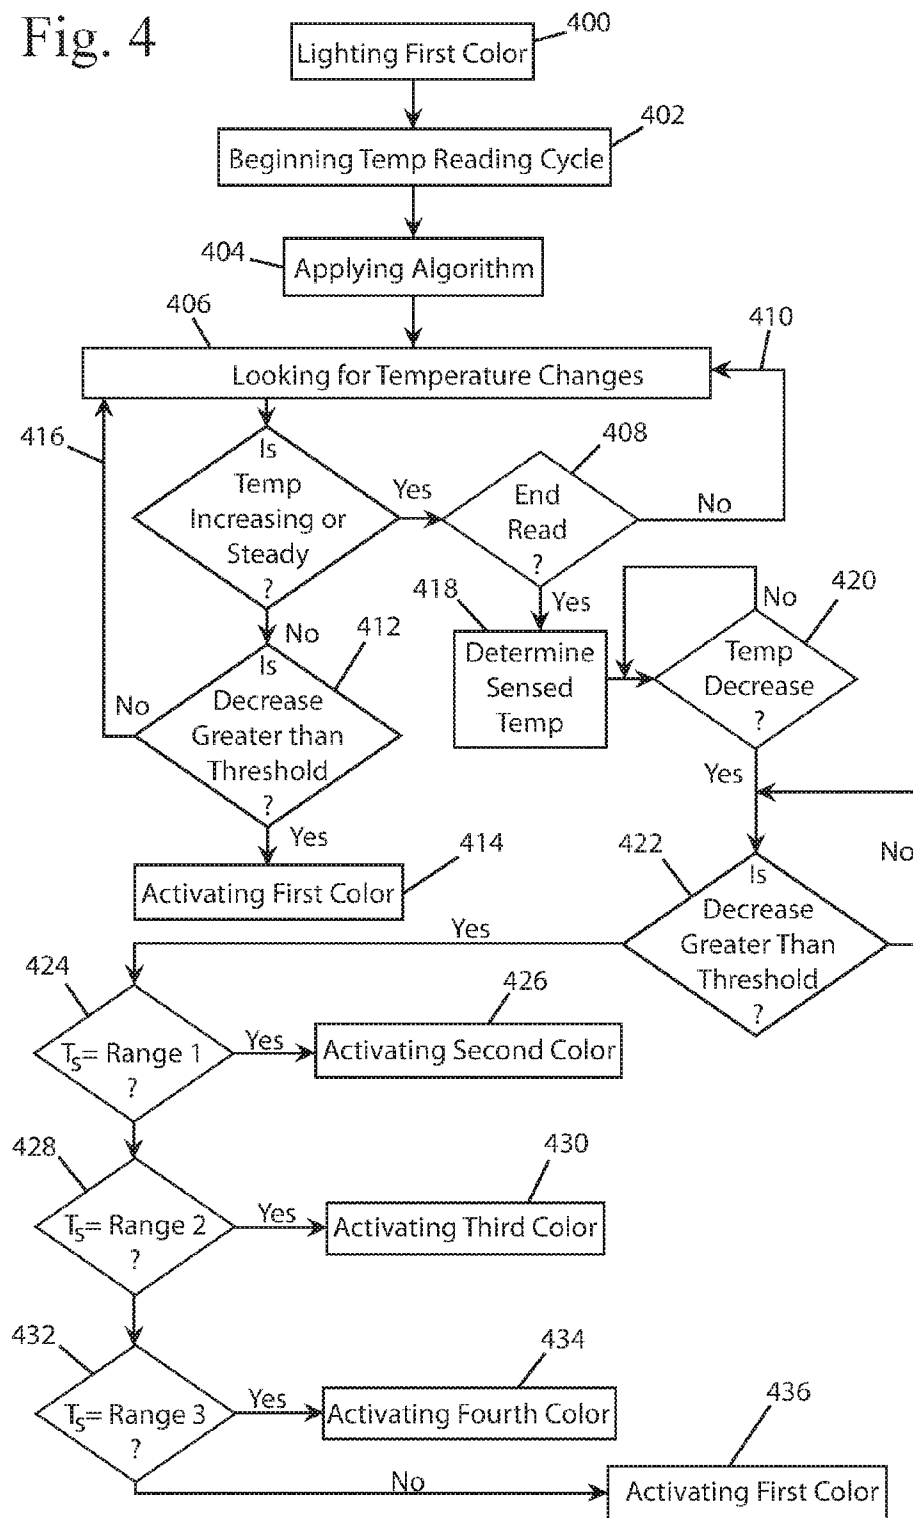 Fig. 4
400
Lighting First Color
402
Beginning Temp Reading Cycle
404
Applying Algorithm
406
410
Looking for Temperature Changes
416
408
Is
Temp
Increasing or
Steady
?
Yes
End
Read
?
No
418
Yes
No
420
No
412
Determine
Sensed
Temp
Temp
Decrease
?
Is
Decrease
Greater than
Threshold
?
No
Yes
Yes
414
422
No
Activating First Color
Is
Decrease
Greater Than
Threshold
?
Yes
424
426
Ts= Range 1
?
Yes
Activating Second Color
428
430
Ts= Range 2
?
Yes
Activating Third Color
432
434
Ts= Range 3
?
Yes
Activating Fourth Color
436
No
Activating First Color